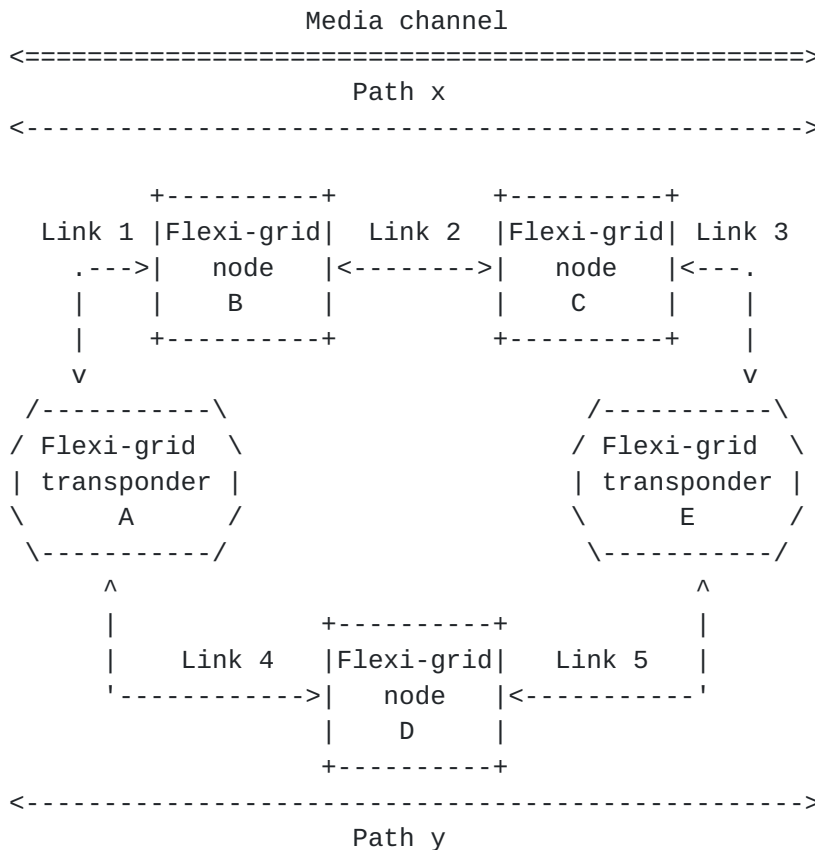 Media channel
<==================================================>
                      Path x
<-------------------------------------------------->

         +----------+          +----------+
  Link 1 |Flexi-grid|  Link 2  |Flexi-grid| Link 3
    .--->|   node   |<-------->|   node   |<---.
    |    |    B     |          |    C     |    |
    |    +----------+          +----------+    |
    v                                          v
 /-----------\                       /-----------\
/ Flexi-grid  \                     / Flexi-grid  \
| transponder |                     | transponder |
\      A      /                     \      E      /
 \-----------/                       \-----------/
      ^                                     ^
      |             +----------+            |
      |    Link 4   |Flexi-grid|   Link 5   |
      '------------>|   node   |<-----------'
                    |    D     |
                    +----------+
<-------------------------------------------------->
                      Path y